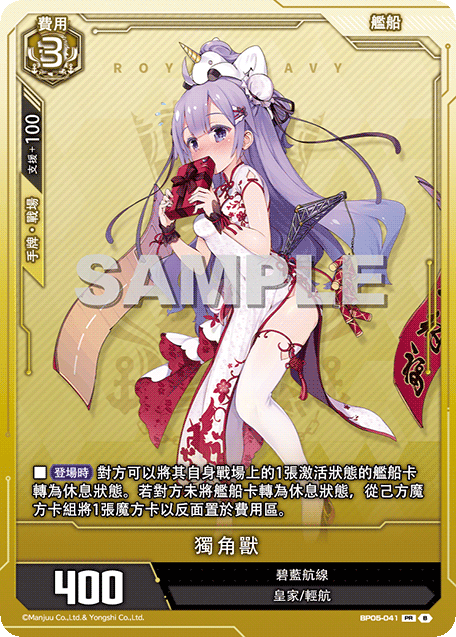 費用
3
艦船
ROYAL NAVY
支援+100
手牌・戰場
SAMPLE
福
■ 登場時 對方可以將其自身戰場上的1張激活狀態的艦船卡
轉為休息狀態。若對方未將艦船卡轉為休息狀態，從己方魔
方卡組將1張魔方卡以反面置於費用區。
獨角獸
400
碧藍航線
皇家/輕航
©Manjuu Co.,Ltd.& Yongshi Co.,Ltd.
BP05-041 PR B